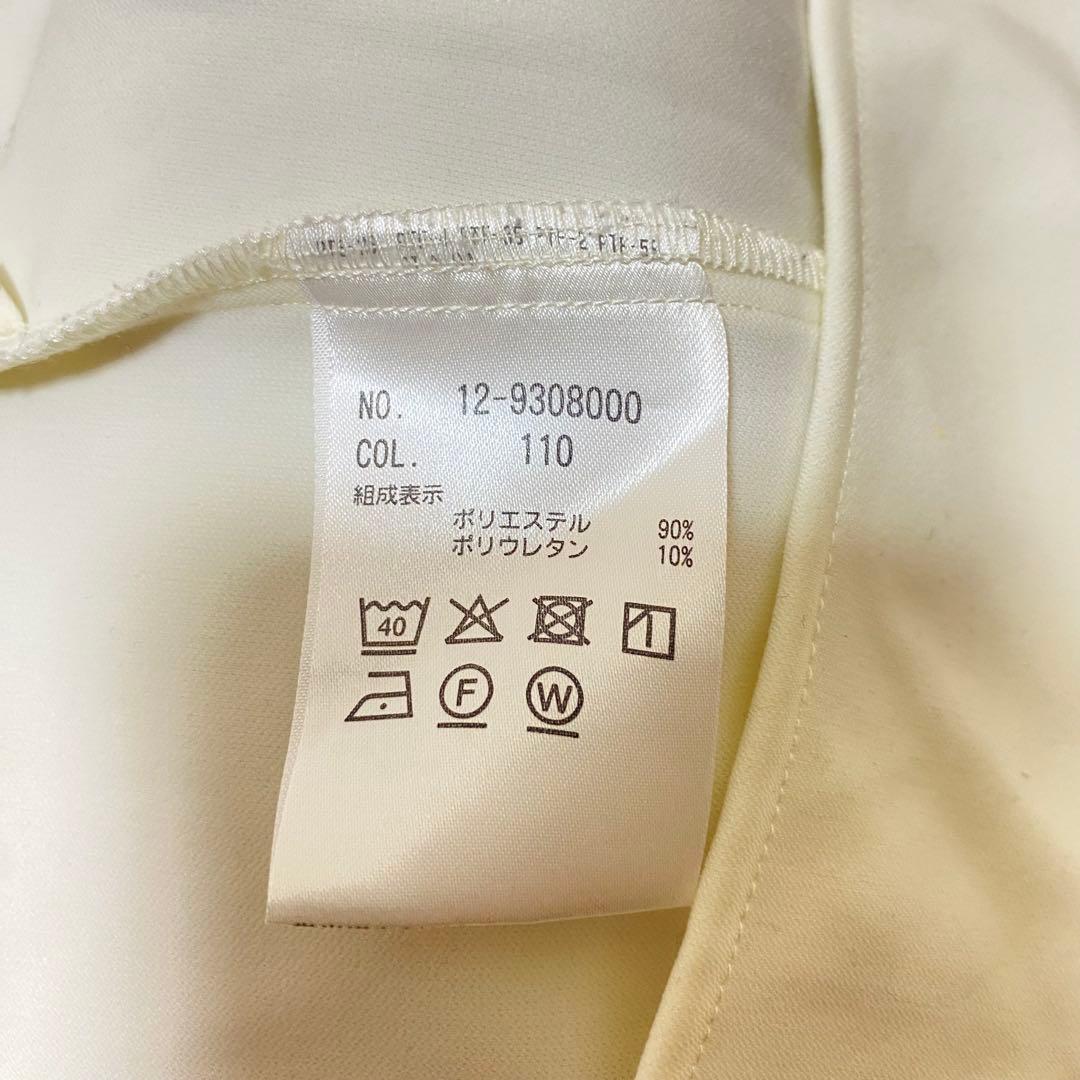 NO. 12-9308000
COL. 110
組成表示
ポリエステル 90%
ポリウレタン 10%
40
F W